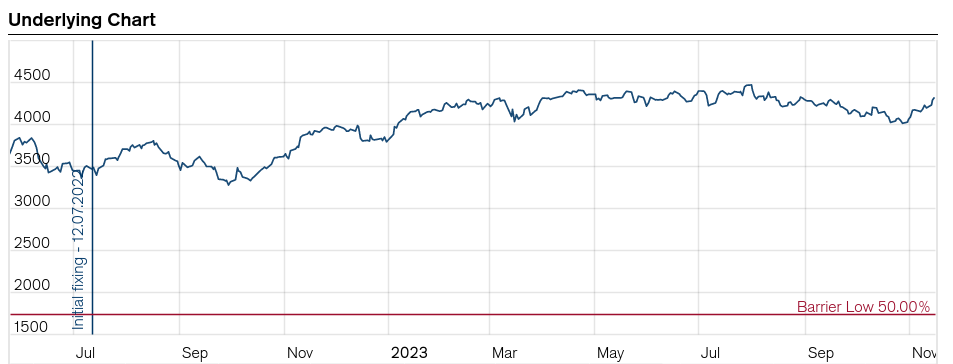 Underlying Chart
4500
4000
3500
3000
2500
2000
1500
Initial fixing - 12.07.2022
Barrier Low 50.00%
Jul Sep Nov 2023 Mar May Jul Sep Nov